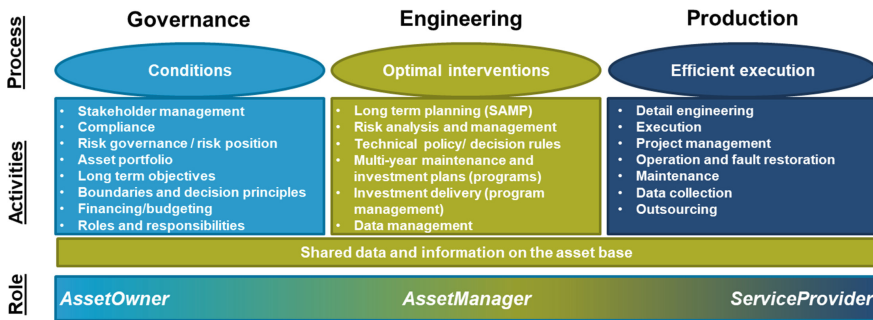 Governance
Engineering
Production
Process
Conditions
Optimal interventions
Efficient execution
Activities
• Stakeholder management
• Compliance
• Risk governance / risk position
• Asset portfolio
• Long term objectives
• Boundaries and decision principles
• Financing/budgeting
• Roles and responsibilities
• Long term planning (SAMP)
• Risk analysis and management
• Technical policy/ decision rules
• Multi-year maintenance and
investment plans (programs)
• Investment delivery (program
management)
• Data management
• Detail engineering
• Execution
• Project management
• Operation and fault restoration
• Maintenance
• Data collection
• Outsourcing
Shared data and information on the asset base
Role
AssetOwner
AssetManager
ServiceProvider